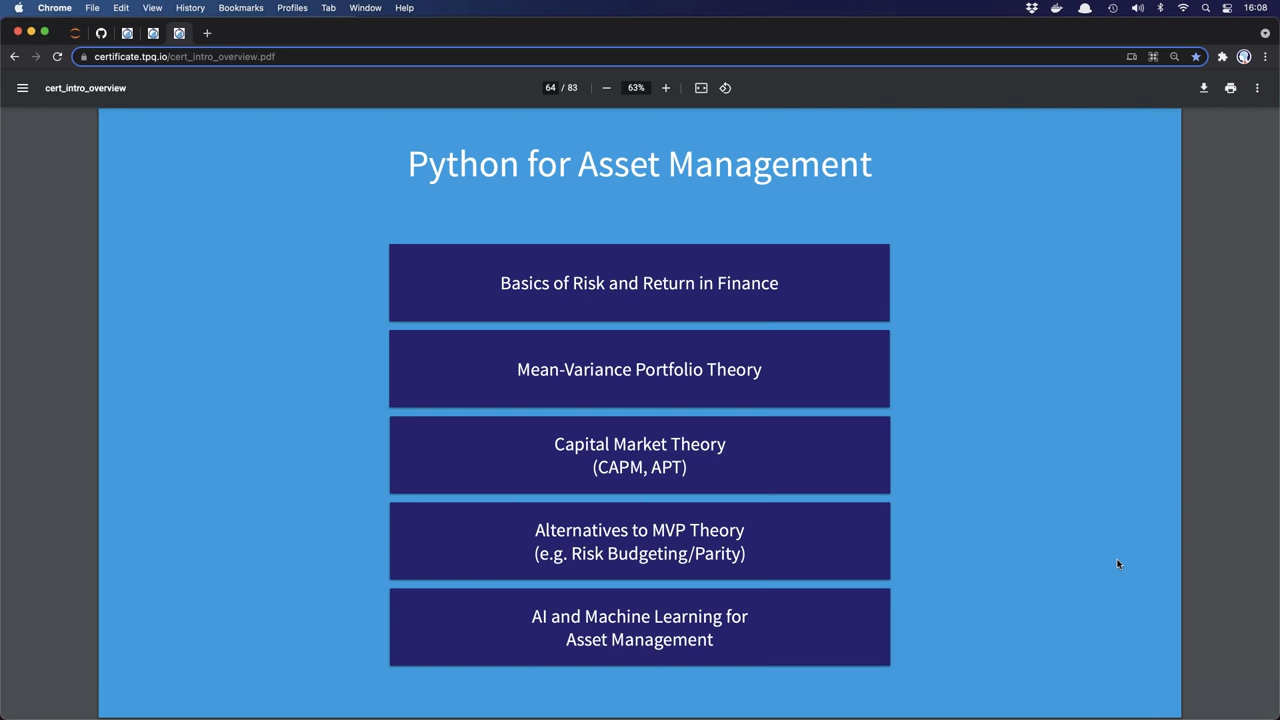 Chrome File Edit View History Bookmarks Profiles Tab Window Help 16:08
certificate.tpq.io/cert_intro_overview.pdf
cert_intro_overview 64 / 83 63%
Python for Asset Management
Basics of Risk and Return in Finance
Mean-Variance Portfolio Theory
Capital Market Theory
(CAPM, APT)
Alternatives to MVP Theory
(e.g. Risk Budgeting/Parity)
AI and Machine Learning for
Asset Management